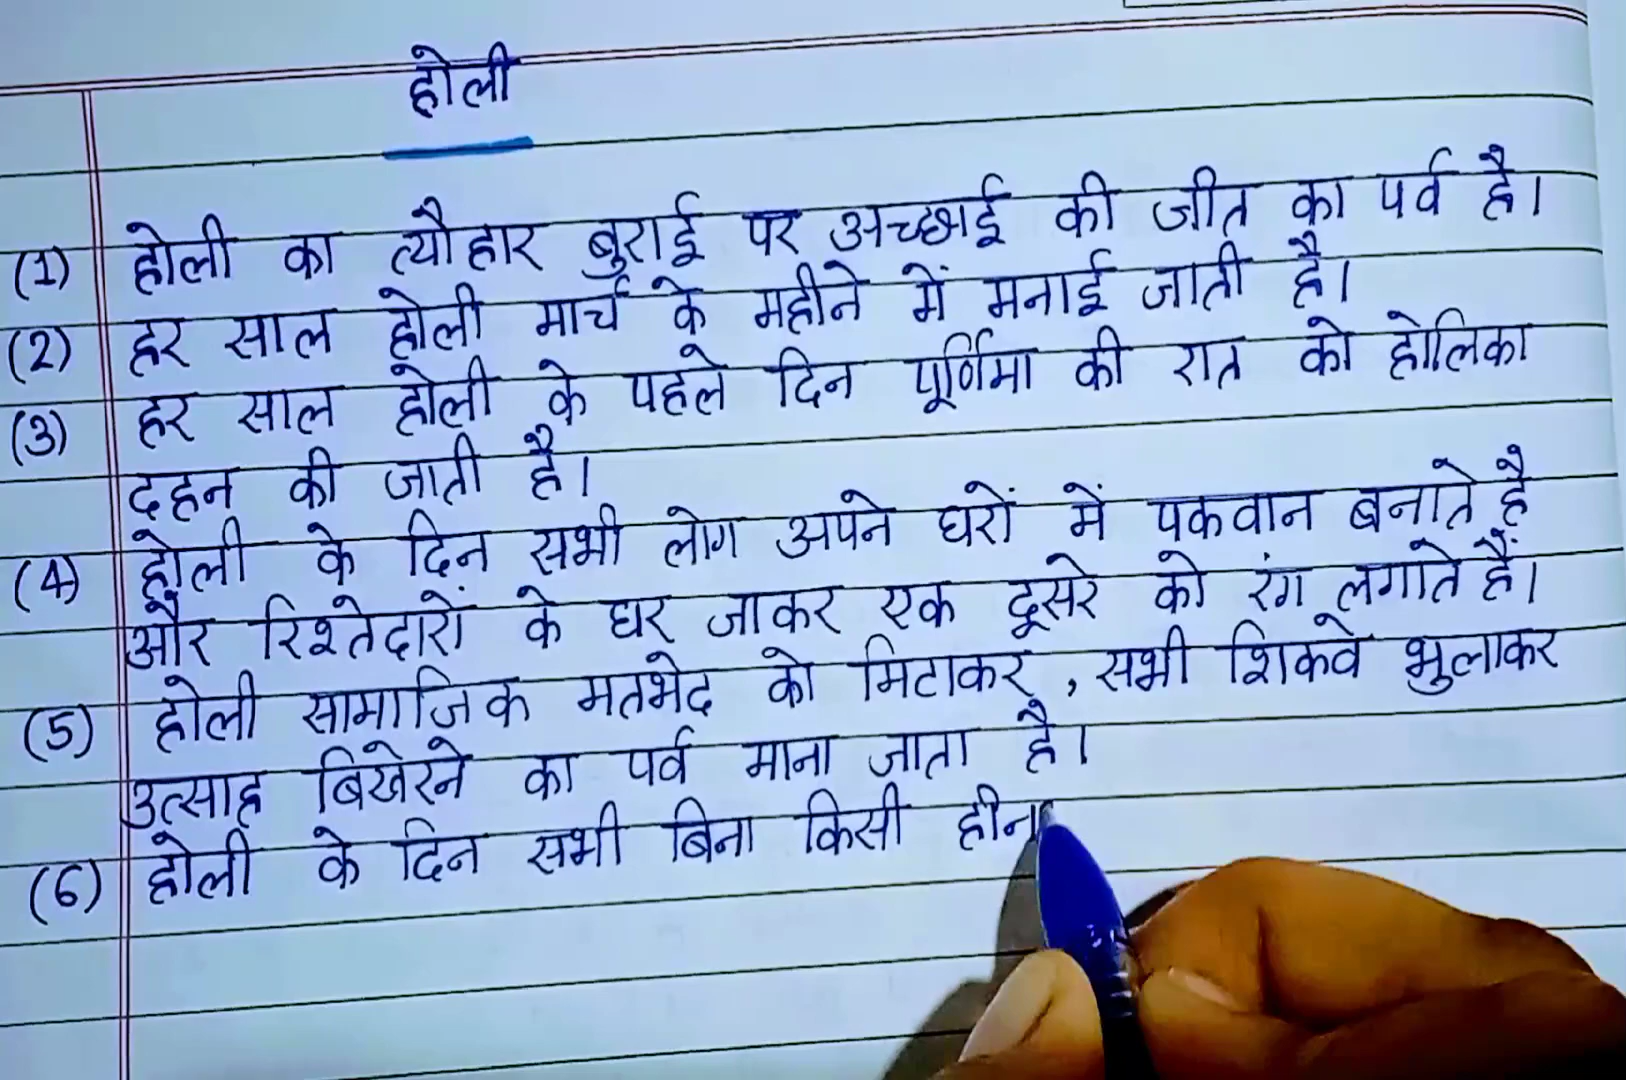 होली
(1) होली का त्यौहार बुराई पर अच्छाई की जीत का पर्व है।
(2) हर साल होली मार्च के महीने में मनाई जाती है।
(3) हर साल होली के पहले दिन पूर्णिमा की रात को होलिका
दहन की जाती है।
(4) होली के दिन सभी लोग अपने घरों में पकवान बनाते है
और रिश्तेदारों के घर जाकर एक दूसरे को रंग लगाते हैं।
(5) होली सामाजिक मतभेद को मिटाकर, सभी शिकवे भुलाकर
उत्साह बिखेरने का पर्व माना जाता है।
(6) होली के दिन सभी बिना किसी हीन